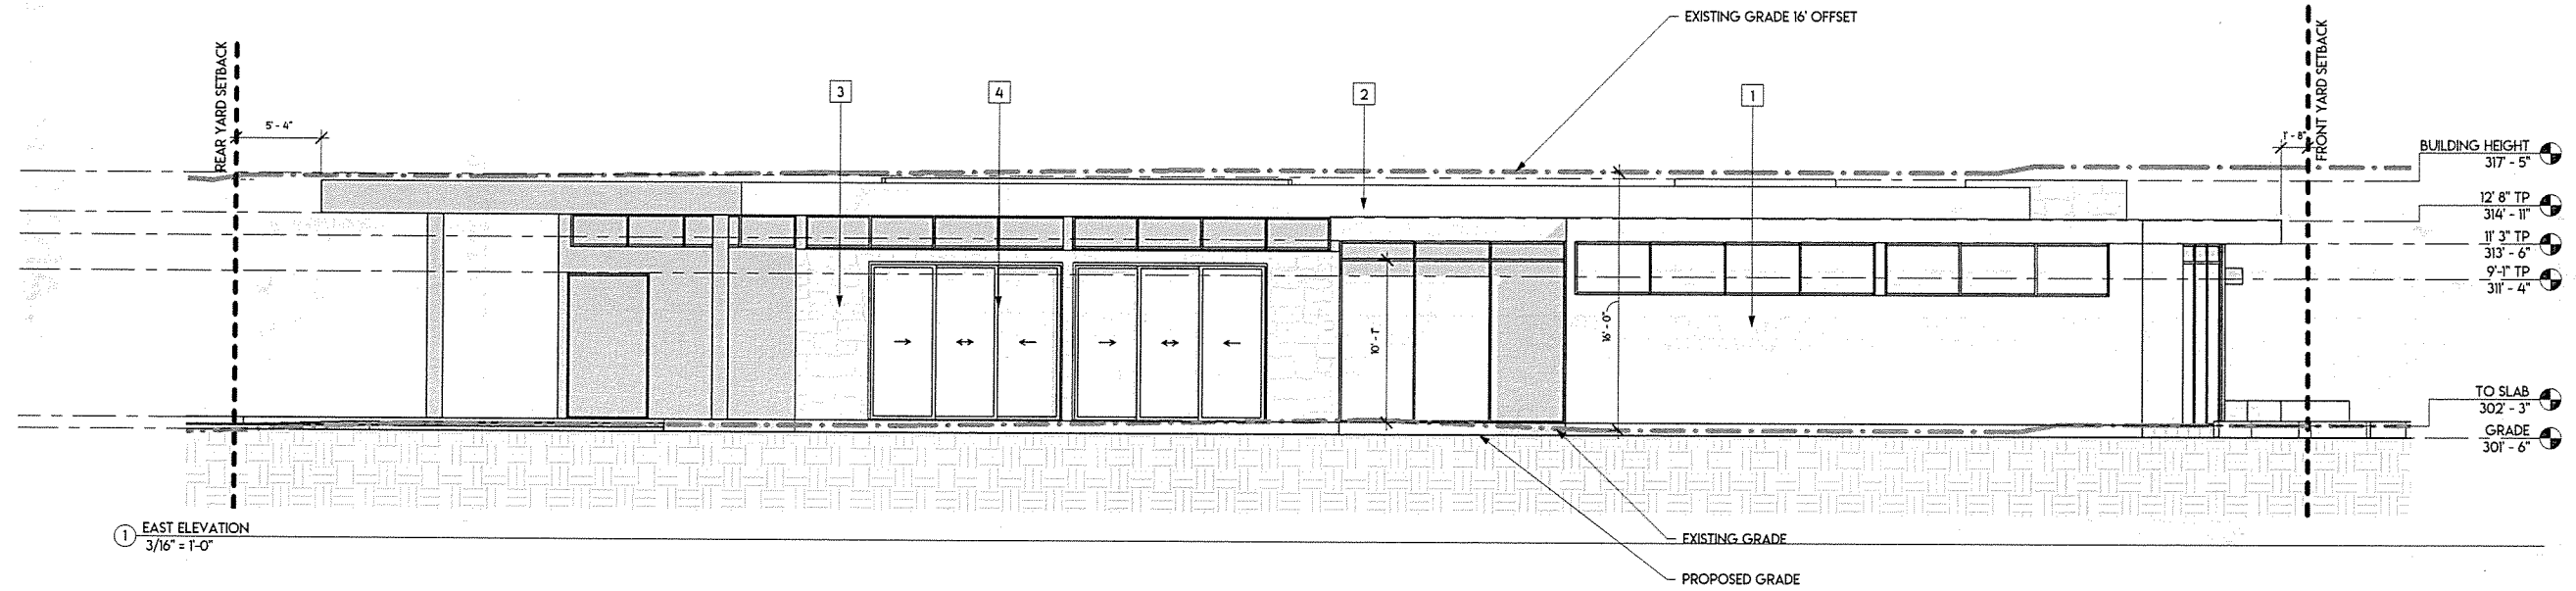 EXISTING GRADE 16' OFFSET
REAR YARD SETBACK
FRONT YARD SETBACK
3
4
2
1
5' - 4"
1' - 8"
BUILDING HEIGHT
317' - 5"
12' 8" TP
314' - 11"
11' 3" TP
313' - 6"
9'-1" TP
311' - 4"
10' - 1"
16' - 0"
TO SLAB
302' - 3"
GRADE
301' - 6"
1
EAST ELEVATION
3/16" = 1'-0"
EXISTING GRADE
PROPOSED GRADE